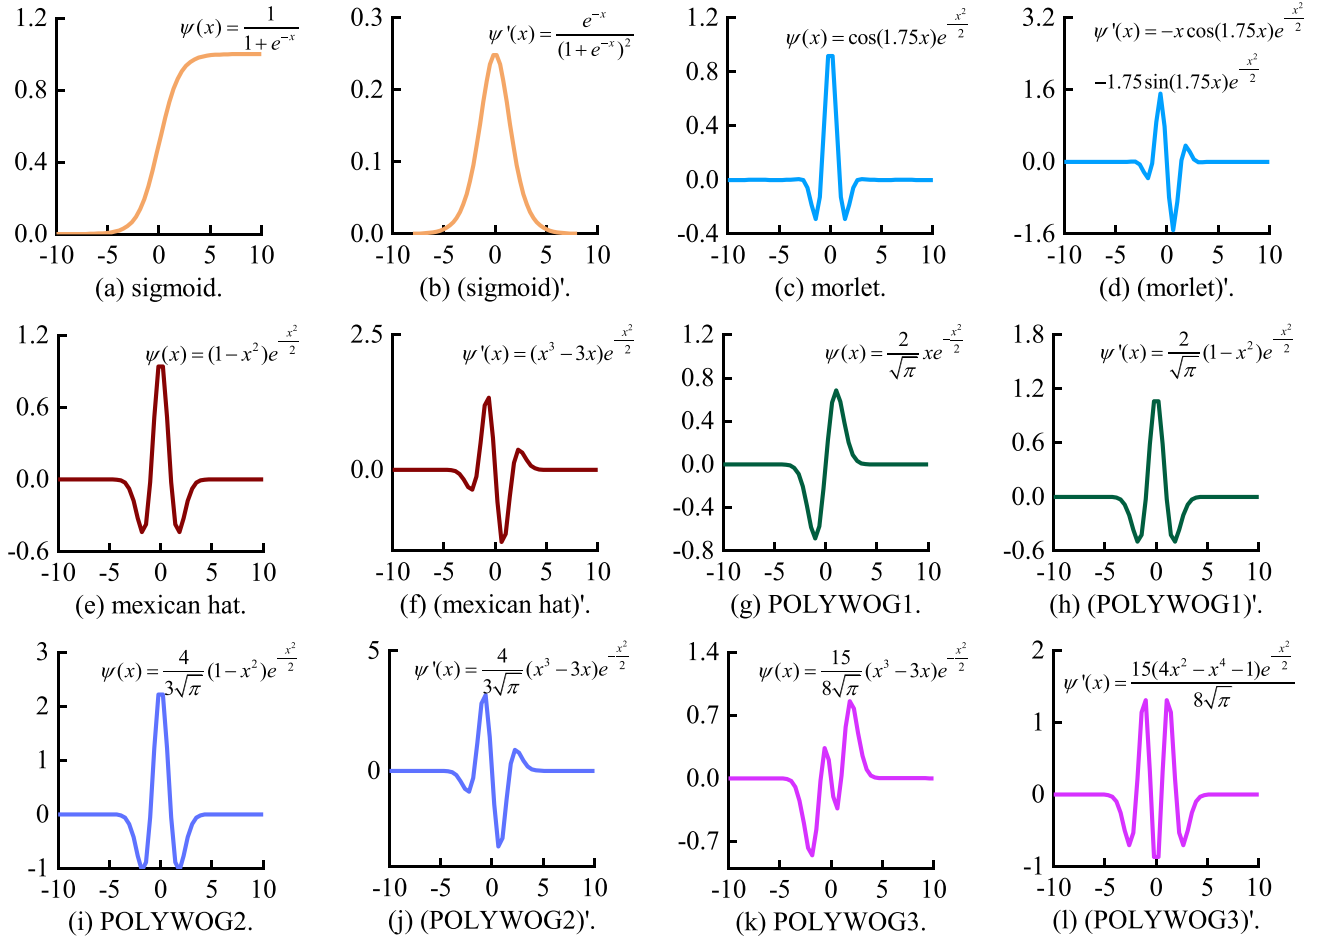 1.2
0.8
0.4
0.0
-10 -5 0 5 10
ψ(x) = 1/(1+e^{-x})
(a) sigmoid.
0.3
0.2
0.1
0.0
-10 -5 0 5 10
ψ'(x) = e^{-x}/(1+e^{-x})^2
(b) (sigmoid)'.
1.2
0.8
0.4
0.0
-0.4
-10 -5 0 5 10
ψ(x) = cos(1.75x)e^{-x^2/2}
(c) morlet.
3.2
1.6
0.0
-1.6
-10 -5 0 5 10
ψ'(x) = -x cos(1.75x)e^{-x^2/2}
-1.75sin(1.75x)e^{-x^2/2}
(d) (morlet)'.
1.2
0.6
0.0
-0.6
-10 -5 0 5 10
ψ(x) = (1-x^2)e^{-x^2/2}
(e) mexican hat.
2.5
0.0
-10 -5 0 5 10
ψ'(x) = (x^3-3x)e^{-x^2/2}
(f) (mexican hat)'.
1.2
0.8
0.4
0.0
-0.4
-0.8
-10 -5 0 5 10
ψ(x) = 2/√π xe^{-x^2/2}
(g) POLYWOG1.
1.8
1.2
0.6
0.0
-0.6
-10 -5 0 5 10
ψ'(x) = 2/√π (1-x^2)e^{-x^2/2}
(h) (POLYWOG1)'.
3
2
1
0
-1
-10 -5 0 5 10
ψ(x) = 4/(3√π) (1-x^2)e^{-x^2/2}
(i) POLYWOG2.
5
0
-10 -5 0 5 10
ψ'(x) = 4/(3√π) (x^3-3x)e^{-x^2/2}
(j) (POLYWOG2)'.
1.4
0.7
0.0
-0.7
-10 -5 0 5 10
ψ(x) = 15/(8√π) (x^3-3x)e^{-x^2/2}
(k) POLYWOG3.
2
1
0
-1
-10 -5 0 5 10
ψ'(x) = 15(4x^2-x^4-1)e^{-x^2/2}/(8√π)
(l) (POLYWOG3)'.